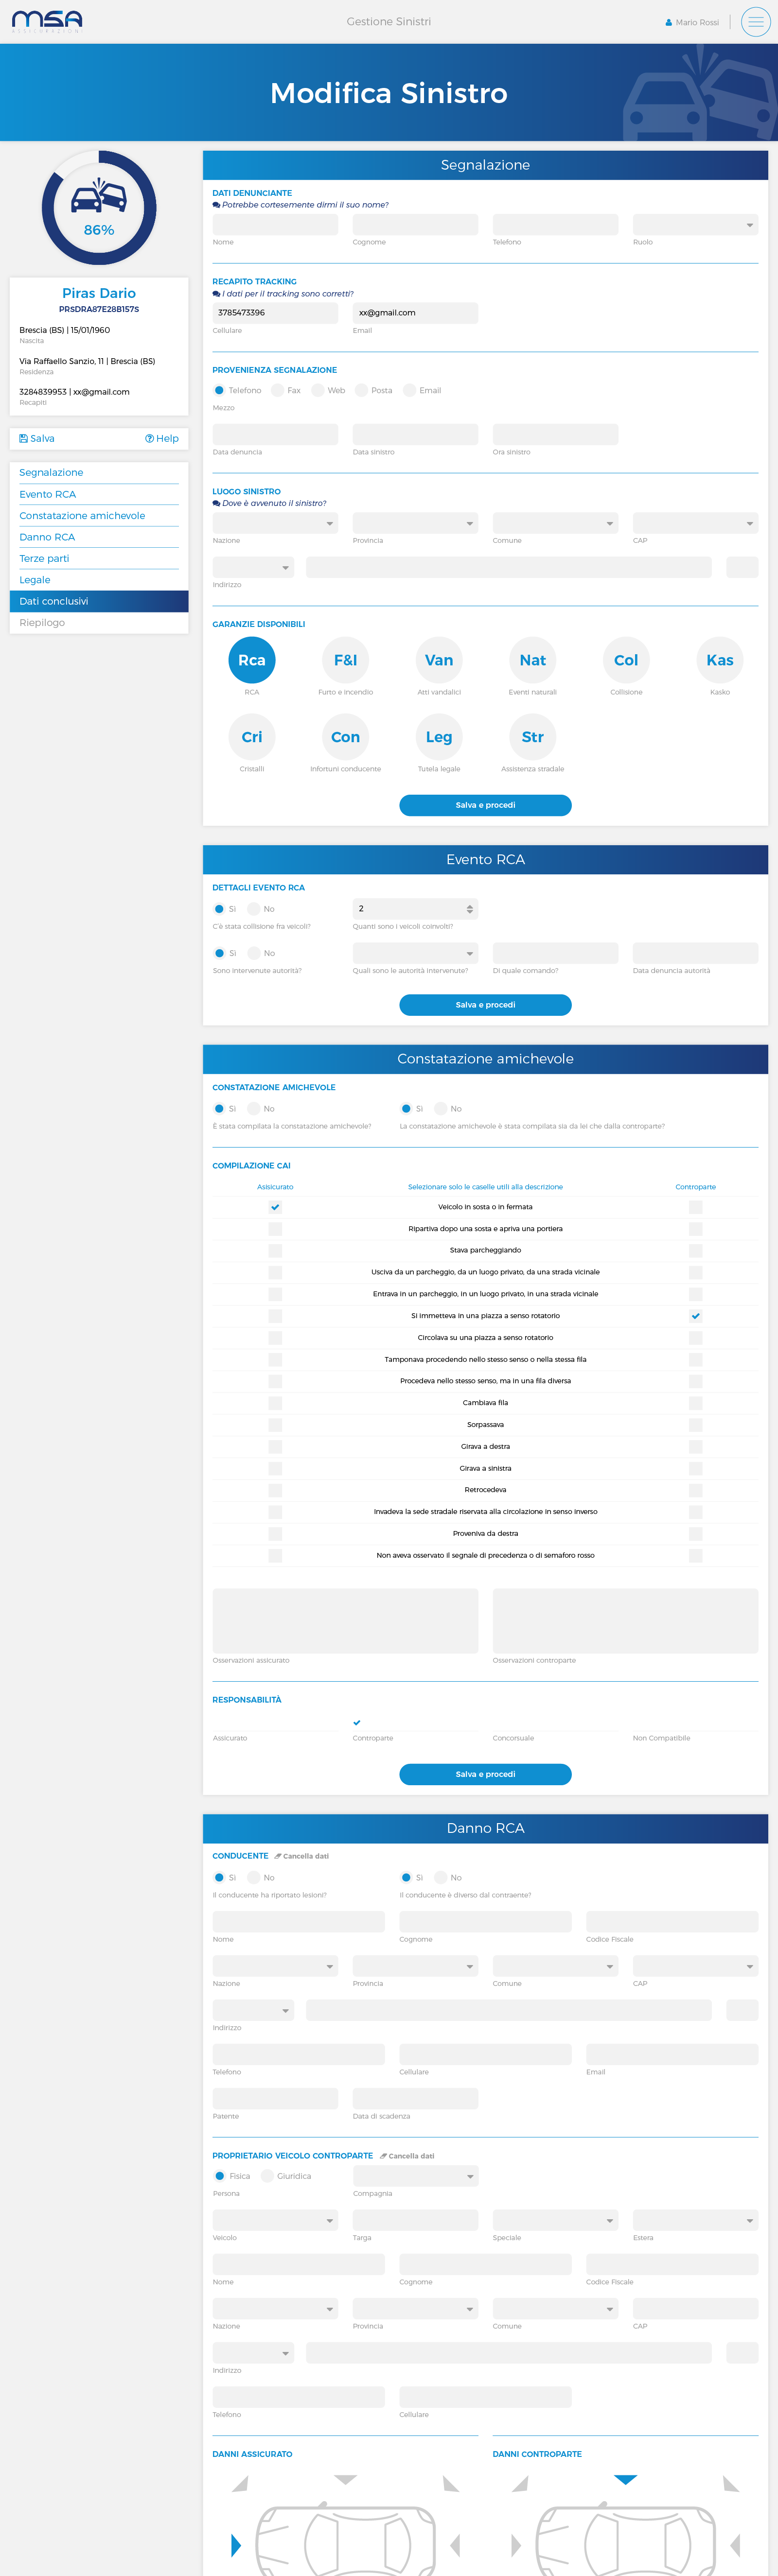 msa
ASSICURAZIONI
Gestione Sinistri
Mario Rossi
Modifica Sinistro
86%
Piras Dario
PRSDRA87E28B157S
Brescia (BS) | 15/01/1960
Nascita
Via Raffaello Sanzio, 11 | Brescia (BS)
Residenza
3284839953 | xx@gmail.com
Recapiti
Salva Help
Segnalazione
Evento RCA
Constatazione amichevole
Danno RCA
Terze parti
Legale
Dati conclusivi
Riepilogo
Segnalazione
DATI DENUNCIANTE
Potrebbe cortesemente dirmi il suo nome?
Nome Cognome Telefono Ruolo
RECAPITO TRACKING
I dati per il tracking sono corretti?
3785473396 xx@gmail.com
Cellulare Email
PROVENIENZA SEGNALAZIONE
Telefono Fax Web Posta Email
Mezzo
Data denuncia Data sinistro Ora sinistro
LUOGO SINISTRO
Dove è avvenuto il sinistro?
Nazione Provincia Comune CAP
Indirizzo
GARANZIE DISPONIBILI
Rca F&I Van Nat Col Kas
RCA Furto e incendio Atti vandalici Eventi naturali Collisione Kasko
Cri Con Leg Str
Cristalli Infortuni conducente Tutela legale Assistenza stradale
Salva e procedi
Evento RCA
DETTAGLI EVENTO RCA
Sì No 2
C'è stata collisione fra veicoli? Quanti sono i veicoli coinvolti?
Sì No
Sono intervenute autorità? Quali sono le autorità intervenute? Di quale comando? Data denuncia autorità
Salva e procedi
Constatazione amichevole
CONSTATAZIONE AMICHEVOLE
Sì No Sì No
È stata compilata la constatazione amichevole? La constatazione amichevole è stata compilata sia da lei che dalla controparte?
COMPILAZIONE CAI
Asisicurato Selezionare solo le caselle utili alla descrizione Controparte
Veicolo in sosta o in fermata
Ripartiva dopo una sosta e apriva una portiera
Stava parcheggiando
Usciva da un parcheggio, da un luogo privato, da una strada vicinale
Entrava in un parcheggio, in un luogo privato, in una strada vicinale
Si immetteva in una piazza a senso rotatorio
Circolava su una piazza a senso rotatorio
Tamponava procedendo nello stesso senso o nella stessa fila
Procedeva nello stesso senso, ma in una fila diversa
Cambiava fila
Sorpassava
Girava a destra
Girava a sinistra
Retrocedeva
Invadeva la sede stradale riservata alla circolazione in senso inverso
Proveniva da destra
Non aveva osservato il segnale di precedenza o di semaforo rosso
Osservazioni assicurato Osservazioni controparte
RESPONSABILITÀ
Assicurato Controparte Concorsuale Non Compatibile
Salva e procedi
Danno RCA
CONDUCENTE Cancella dati
Sì No Sì No
Il conducente ha riportato lesioni? Il conducente è diverso dal contraente?
Nome Cognome Codice Fiscale
Nazione Provincia Comune CAP
Indirizzo
Telefono Cellulare Email
Patente Data di scadenza
PROPRIETARIO VEICOLO CONTROPARTE Cancella dati
Fisica Giuridica
Persona Compagnia
Veicolo Targa Speciale Estera
Nome Cognome Codice Fiscale
Nazione Provincia Comune CAP
Indirizzo
Telefono Cellulare
DANNI ASSICURATO DANNI CONTROPARTE